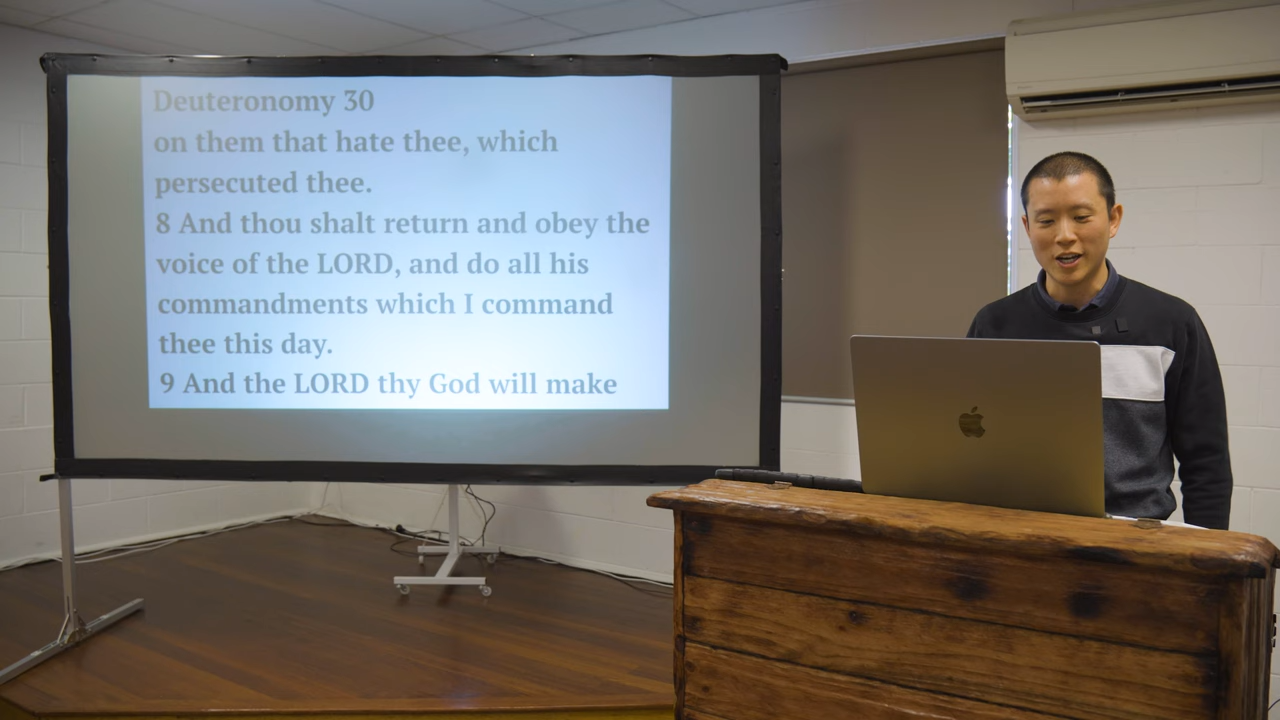 Deuteronomy 30
on them that hate thee, which
persecuted thee.
8 And thou shalt return and obey the
voice of the LORD, and do all his
commandments which I command
thee this day.
9 And the LORD thy God will make